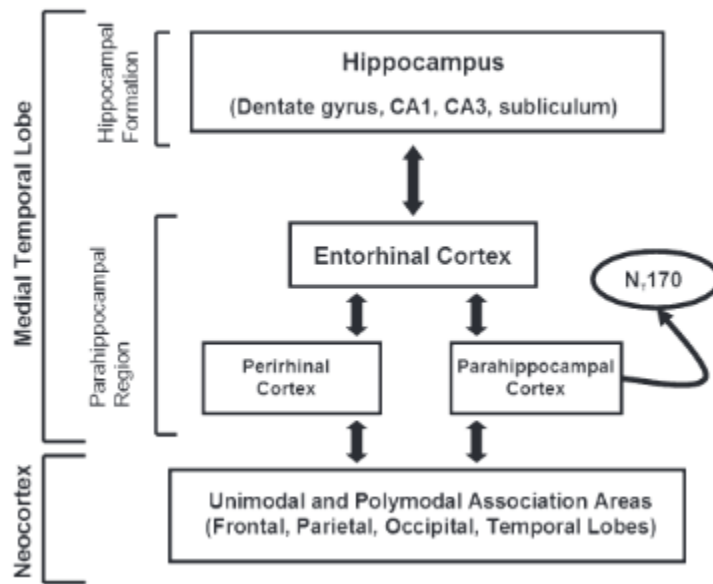 Medial Temporal Lobe
Hippocampal
Formation
Hippocampus
(Dentate gyrus, CA1, CA3, subliculum)
Parahippocampal
Region
Entorhinal Cortex
N,170
Perirhinal
Cortex
Parahippocampal
Cortex
Neocortex
Unimodal and Polymodal Association Areas
(Frontal, Parietal, Occipital, Temporal Lobes)